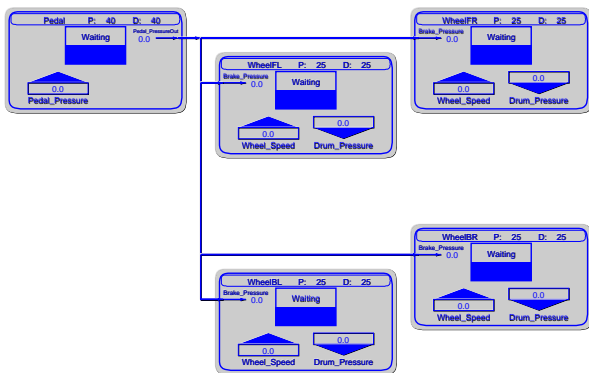 Pedal P: 40 D: 40
Pedal_PressureOut
0.0
Waiting
0.0
Pedal_Pressure
WheelFR P: 25 D: 25
Brake_Pressure
0.0
Waiting
0.0
Wheel_Speed
0.0
Drum_Pressure
WheelFL P: 25 D: 25
Brake_Pressure
0.0
Waiting
0.0
Wheel_Speed
0.0
Drum_Pressure
WheelBR P: 25 D: 25
Brake_Pressure
0.0
Waiting
0.0
Wheel_Speed
0.0
Drum_Pressure
WheelBL P: 25 D: 25
Brake_Pressure
0.0
Waiting
0.0
Wheel_Speed
0.0
Drum_Pressure